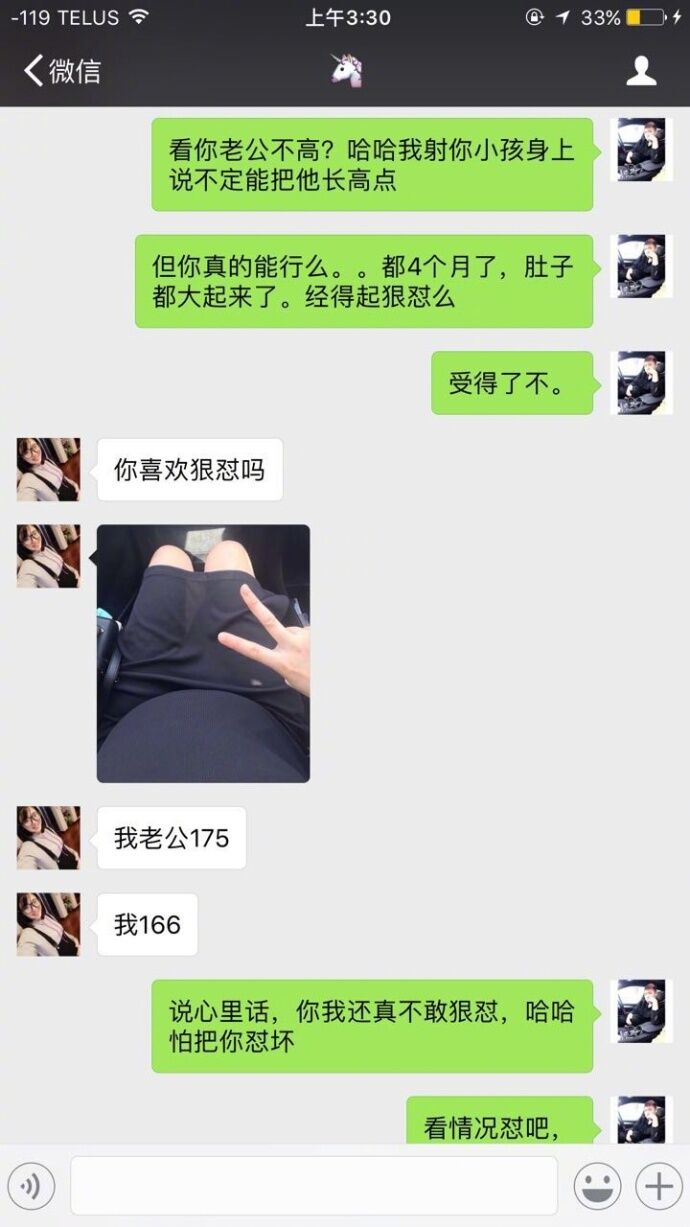 -119 TELUS 上午3:30 33%
微信
看你老公不高？哈哈我射你小孩身上
说不定能把他长高点
但你真的能行么。。都4个月了，肚子
都大起来了。经得起狠怼么
受得了不。
你喜欢狠怼吗
我老公175
我166
说心里话，你我还真不敢狠怼，哈哈
怕把你怼坏
看情况怼吧，